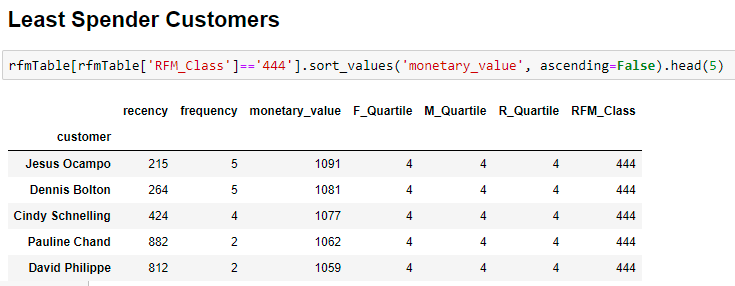 Least Spender Customers
rfmTable[rfmTable['RFM_Class']=='444'].sort_values('monetary_value', ascending=False).head(5)
recency frequency monetary_value F_Quartile M_Quartile R_Quartile RFM_Class
customer
Jesus Ocampo 215 5 1091 4 4 4 444
Dennis Bolton 264 5 1081 4 4 4 444
Cindy Schnelling 424 4 1077 4 4 4 444
Pauline Chand 882 2 1062 4 4 4 444
David Philippe 812 2 1059 4 4 4 444